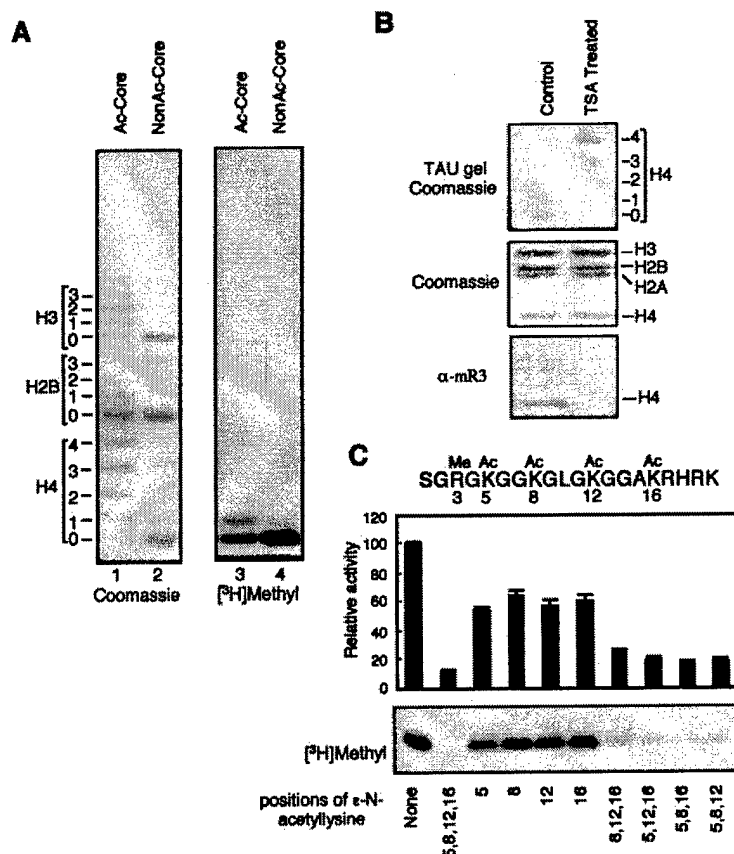 A
Ac-Core
NonAc-Core
Ac-Core
NonAc-Core
H3
3
2
1
0
H2B
3
2
1
0
H4
4
3
2
1
0
1
2
3
4
Coomassie
[³H]Methyl
B
Control
TSA Treated
TAU gel
Coomassie
4
3
2
1
0
H4
Coomassie
H3
H2B
H2A
H4
α-mR3
H4
C
Me Ac Ac Ac Ac
SGRGKGGKGLGKGGAKRHRK
3 5 8 12 16
Relative activity
120
100
80
60
40
20
0
[³H]Methyl
positions of ε-N-
acetyllysine
None
5,8,12,16
5
8
12
16
8,12,16
5,12,16
5,8,16
5,8,12